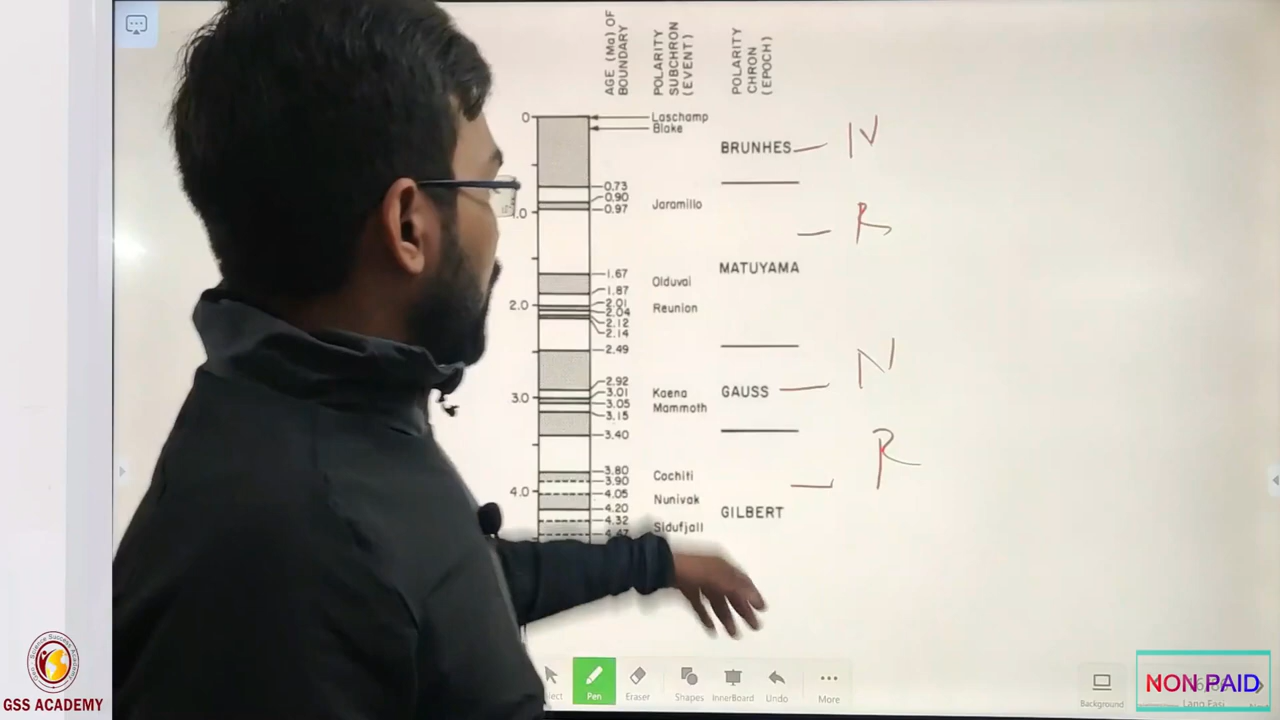 AGE (Ma) OF BOUNDARY
POLARITY SUBCHRON (EVENT)
POLARITY CHRON (EPOCH)
0
Laschamp
Blake
BRUNHES — N
0.73
0.90
0.97
Jaramillo
— R
1.67
MATUYAMA
Olduvai
1.87
2.0
2.01
2.04
Reunion
2.12
2.14
2.49
2.92
3.0
3.01
Kaena
GAUSS — N
3.05
Mammoth
3.15
3.40
— R
3.80
Cochiti
3.90
4.0
4.05
Nunivak
4.20
GILBERT
4.32
Sidufjall
4.47
Pen
Eraser
Shapes
InnerBoard
Undo
More
Background
NON PAID
GSS ACADEMY